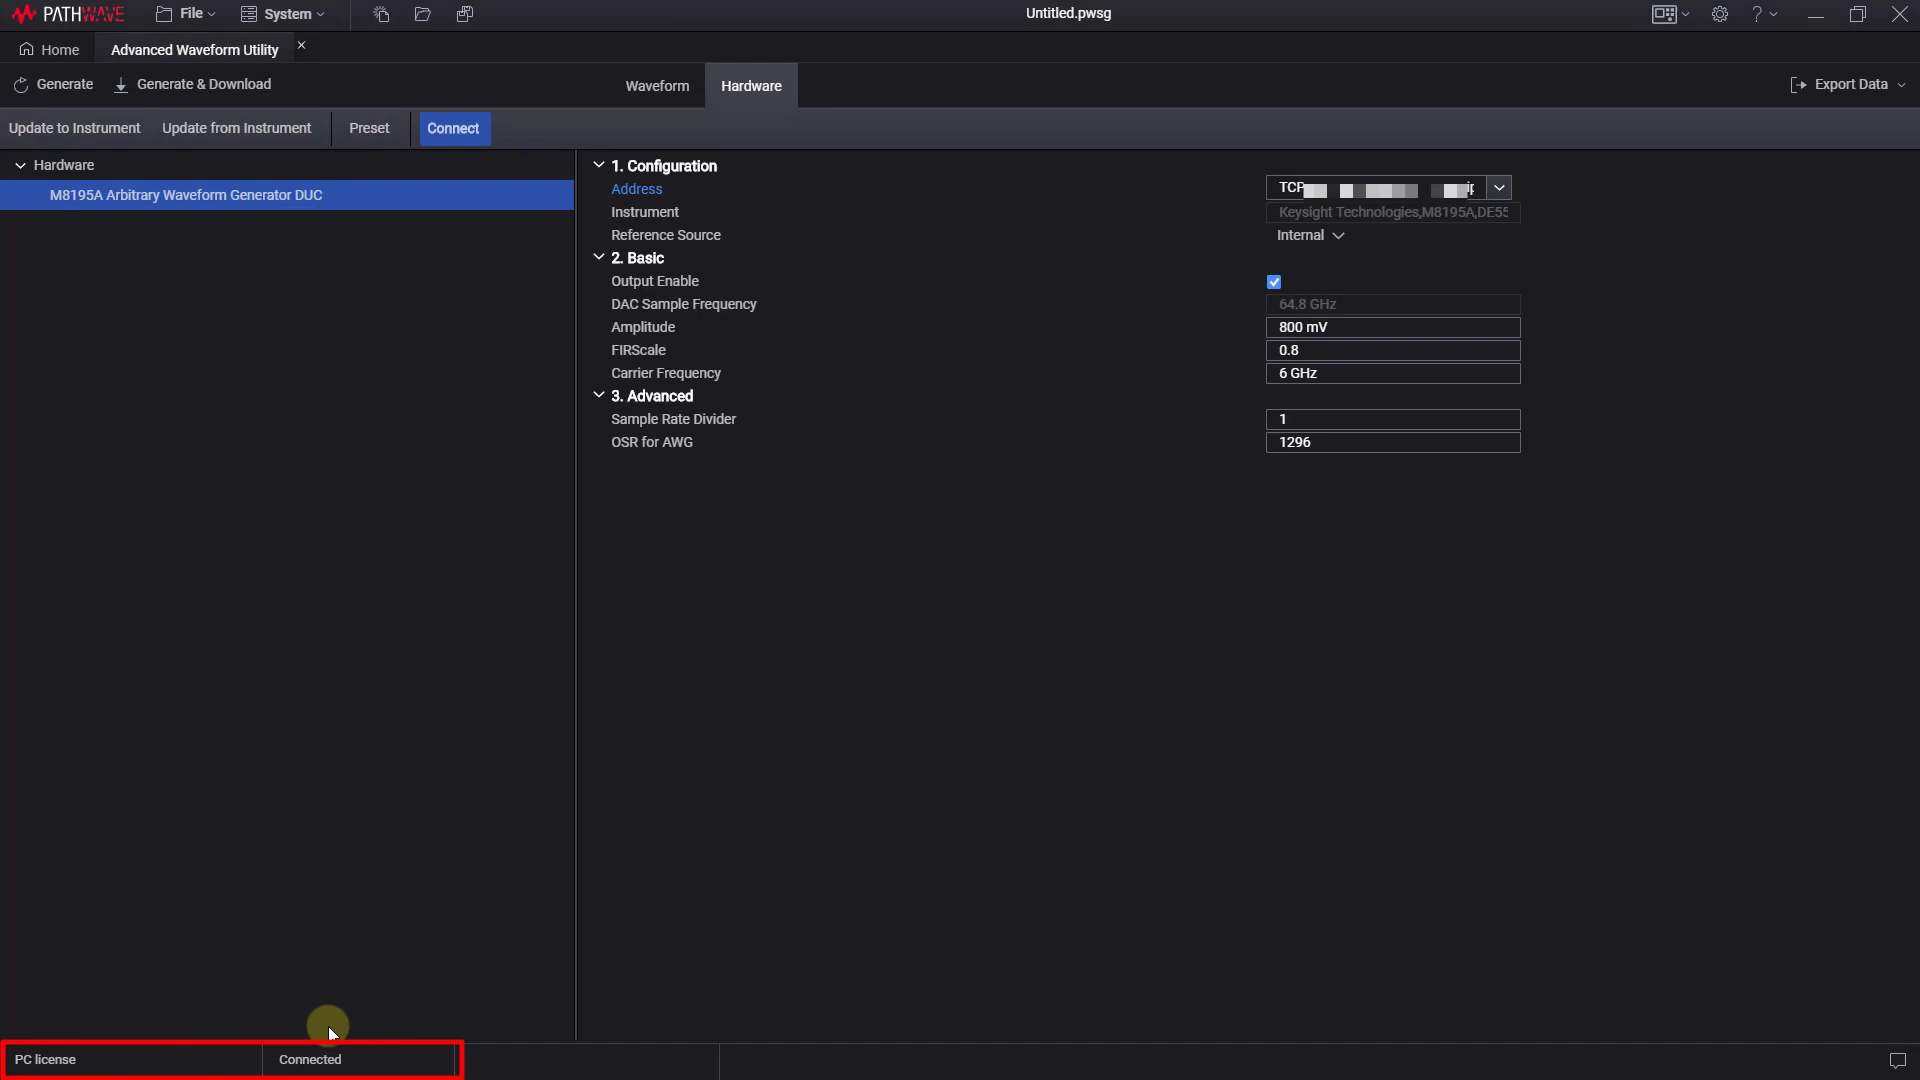 PATHWAVE File System Untitled.pwsg ?
Home Advanced Waveform Utility
Generate Generate & Download Waveform Hardware Export Data
Update to Instrument Update from Instrument Preset Connect
Hardware
M8195A Arbitrary Waveform Generator DUC
1. Configuration
Address TCP
Instrument Keysight Technologies,M8195A,DE55
Reference Source Internal
2. Basic
Output Enable
DAC Sample Frequency 64.8 GHz
Amplitude 800 mV
FIRScale 0.8
Carrier Frequency 6 GHz
3. Advanced
Sample Rate Divider 1
OSR for AWG 1296
PC license Connected